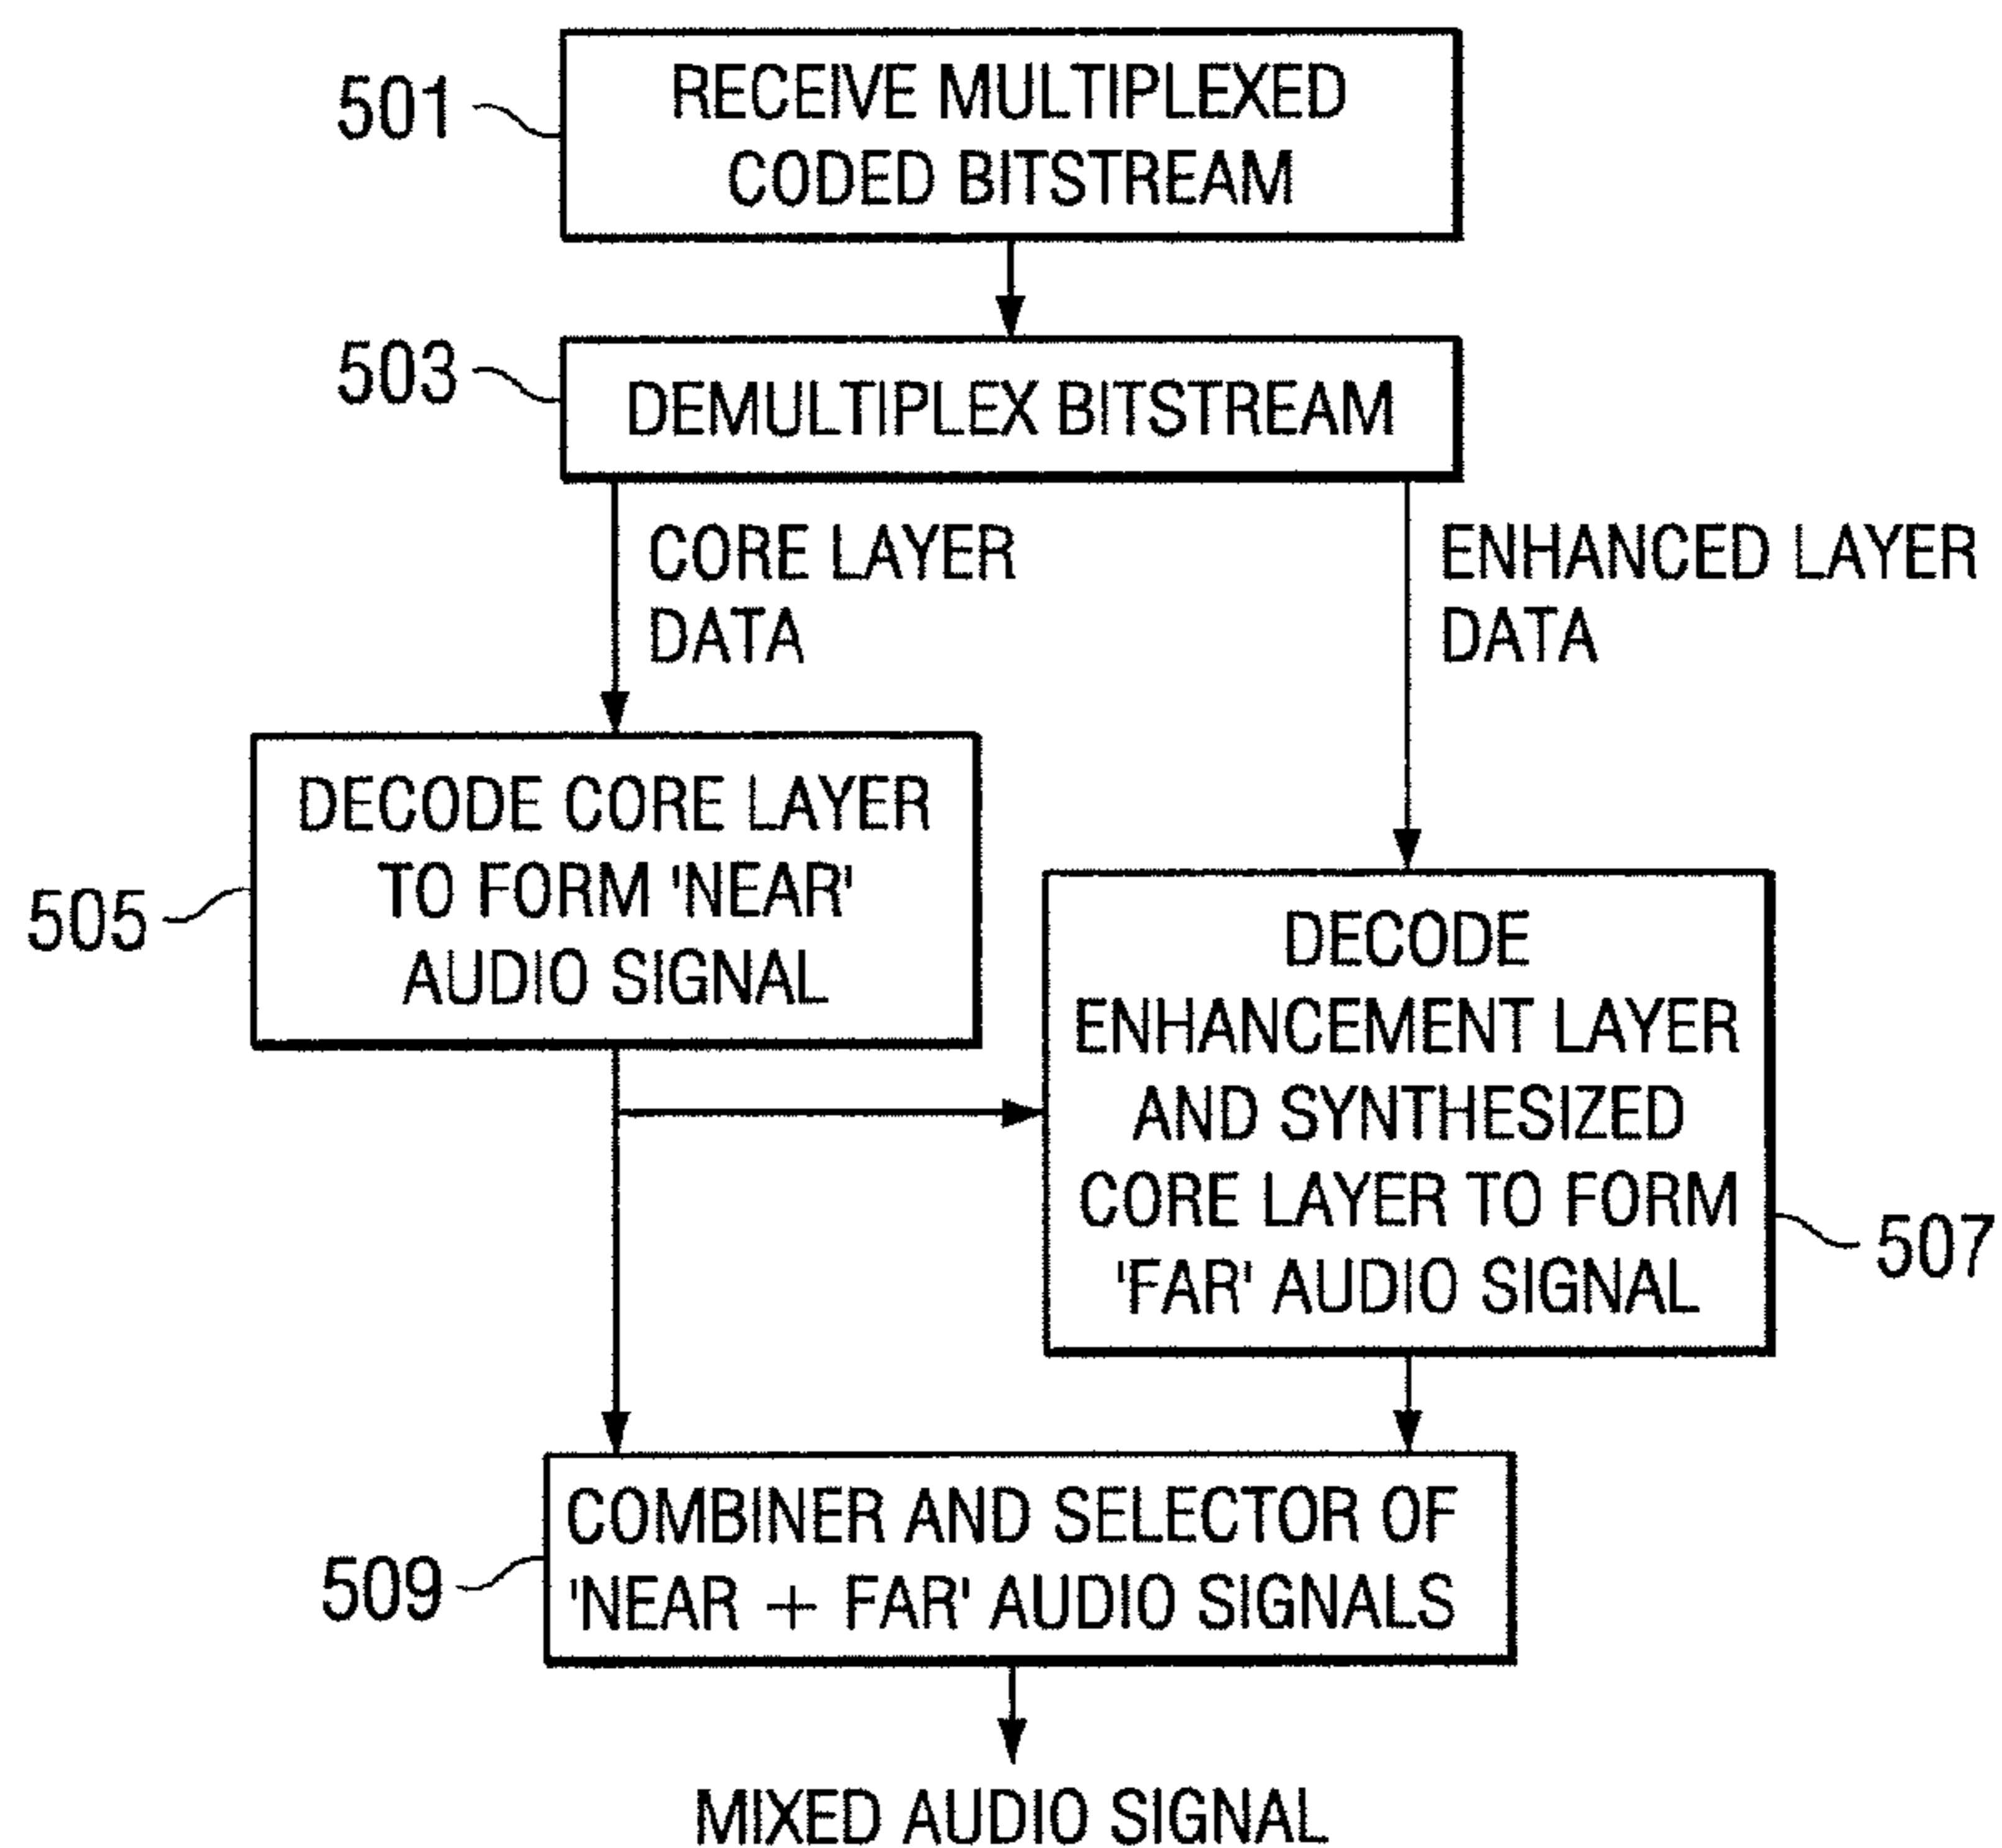 501
RECEIVE MULTIPLEXED
CODED BITSTREAM
503
DEMULTIPLEX BITSTREAM
CORE LAYER
DATA
ENHANCED LAYER
DATA
505
DECODE CORE LAYER
TO FORM 'NEAR'
AUDIO SIGNAL
DECODE
ENHANCEMENT LAYER
AND SYNTHESIZED
CORE LAYER TO FORM
'FAR' AUDIO SIGNAL
507
509
COMBINER AND SELECTOR OF
'NEAR + FAR' AUDIO SIGNALS
MIXED AUDIO SIGNAL